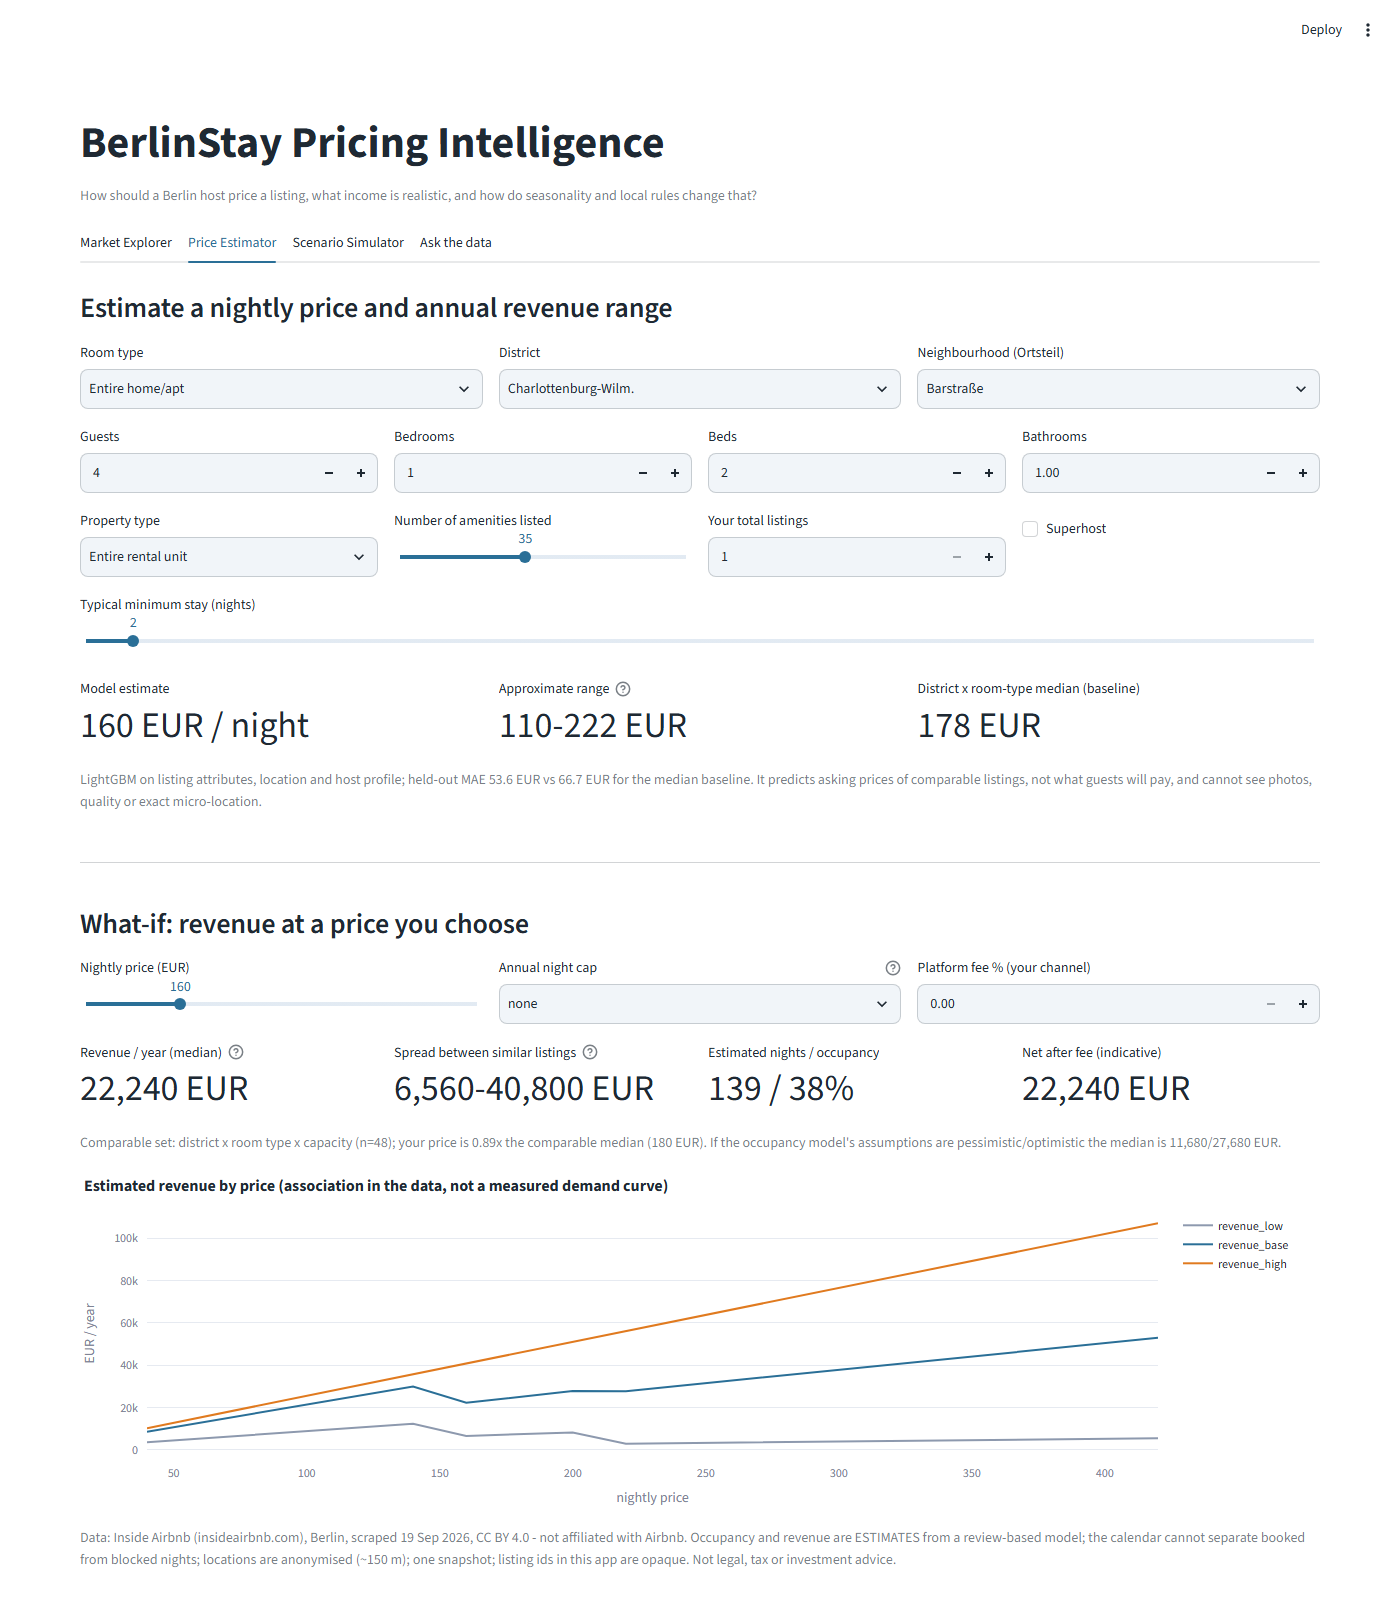 Deploy
BerlinStay Pricing Intelligence
How should a Berlin host price a listing, what income is realistic, and how do seasonality and local rules change that?
Market Explorer Price Estimator Scenario Simulator Ask the data
Estimate a nightly price and annual revenue range
Room type District Neighbourhood (Ortsteil)
Entire home/apt Charlottenburg-Wilm. Barstraße
Guests Bedrooms Beds Bathrooms
4 1 2 1.00
Property type Number of amenities listed Your total listings
35
Superhost
Entire rental unit 1
Typical minimum stay (nights)
2
Model estimate Approximate range District x room-type median (baseline)
160 EUR / night 110-222 EUR 178 EUR
LightGBM on listing attributes, location and host profile; held-out MAE 53.6 EUR vs 66.7 EUR for the median baseline. It predicts asking prices of comparable listings, not what guests will pay, and cannot see photos,
quality or exact micro-location.
What-if: revenue at a price you choose
Nightly price (EUR) Annual night cap Platform fee % (your channel)
160
none 0.00
Revenue / year (median) Spread between similar listings Estimated nights / occupancy Net after fee (indicative)
22,240 EUR 6,560-40,800 EUR 139 / 38% 22,240 EUR
Comparable set: district x room type x capacity (n=48); your price is 0.89x the comparable median (180 EUR). If the occupancy model's assumptions are pessimistic/optimistic the median is 11,680/27,680 EUR.
Estimated revenue by price (association in the data, not a measured demand curve)
revenue_low
revenue_base
revenue_high
100k
80k
60k
40k
20k
0
EUR / year
50 100 150 200 250 300 350 400
nightly price
Data: Inside Airbnb (insideairbnb.com), Berlin, scraped 19 Sep 2026, CC BY 4.0 - not affiliated with Airbnb. Occupancy and revenue are ESTIMATES from a review-based model; the calendar cannot separate booked
from blocked nights; locations are anonymised (~150 m); one snapshot; listing ids in this app are opaque. Not legal, tax or investment advice.